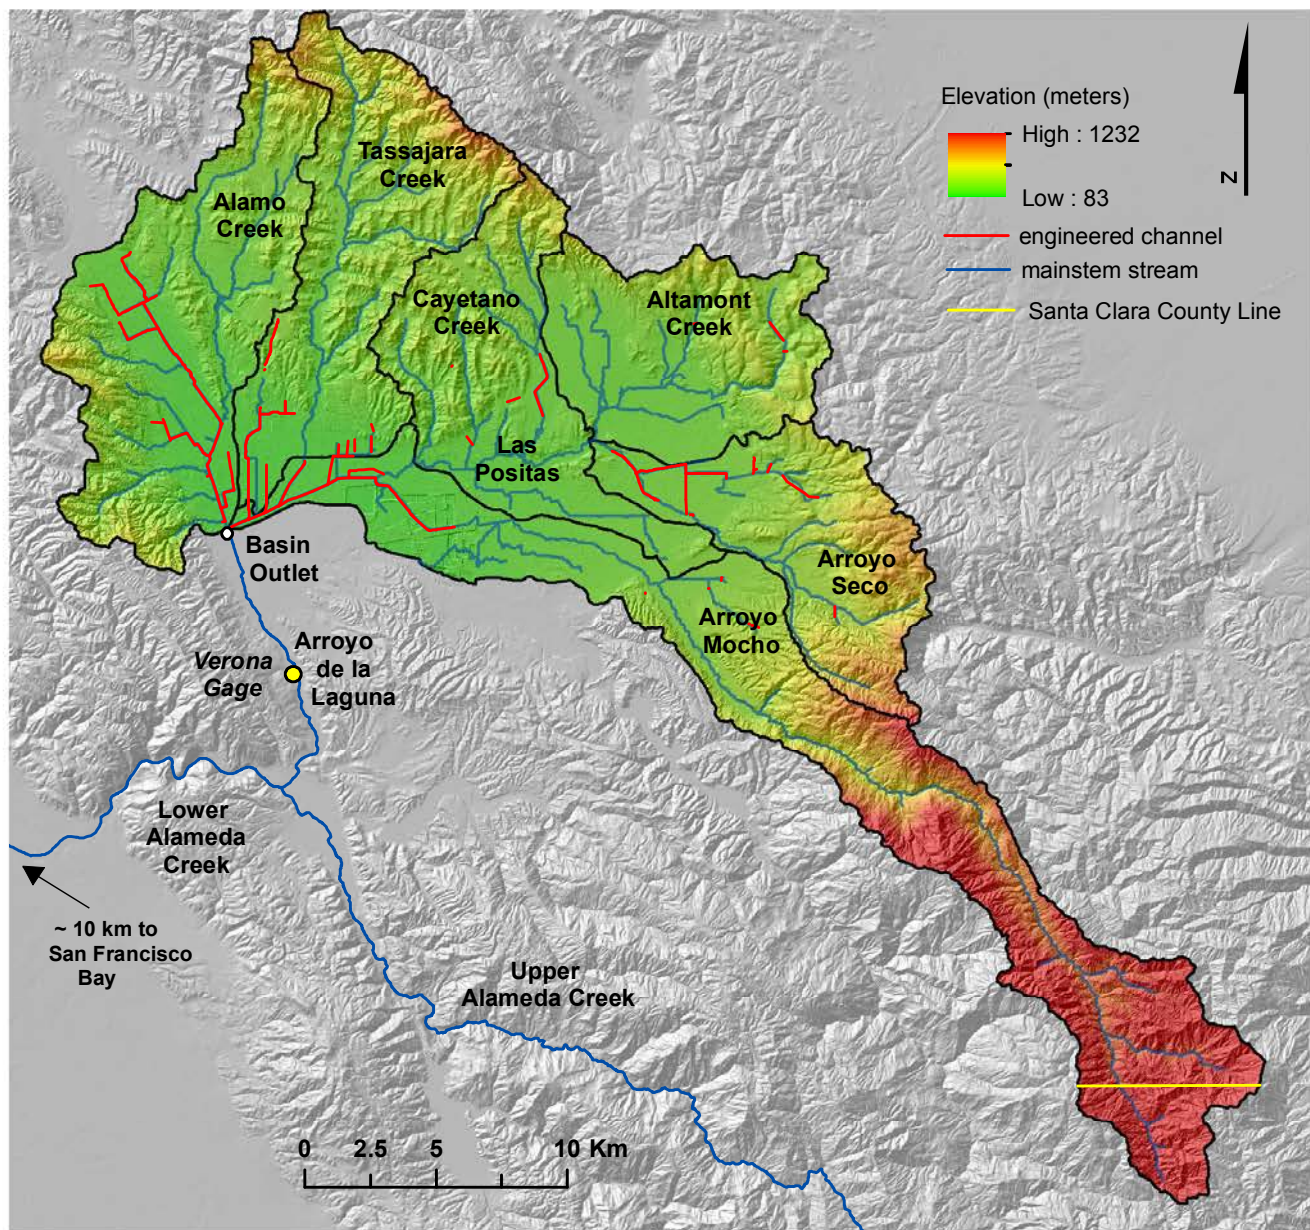 Elevation (meters)
High : 1232
Low : 83
engineered channel
mainstem stream
Santa Clara County Line
N
Tassajara
Creek
Alamo
Creek
Cayetano
Creek
Altamont
Creek
Las
Positas
Basin
Outlet
Arroyo
Seco
Arroyo
Mocho
Verona
Gage
Arroyo
de la
Laguna
Lower
Alameda
Creek
~ 10 km to
San Francisco
Bay
Upper
Alameda Creek
0 2.5 5 10 Km